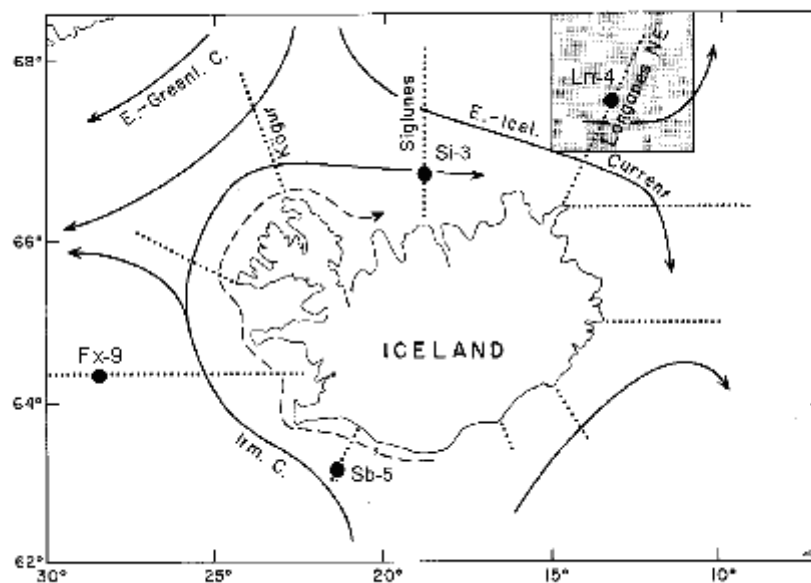 68°
66°
64°
62°
30°
25°
20°
15°
10°
E.-Greenl. C.
Kögur
Siglunes
Si-3
E.-Icel.
Current
Ln-4
Langanes NE
Fx-9
ICELAND
Irm. C.
Sb-5